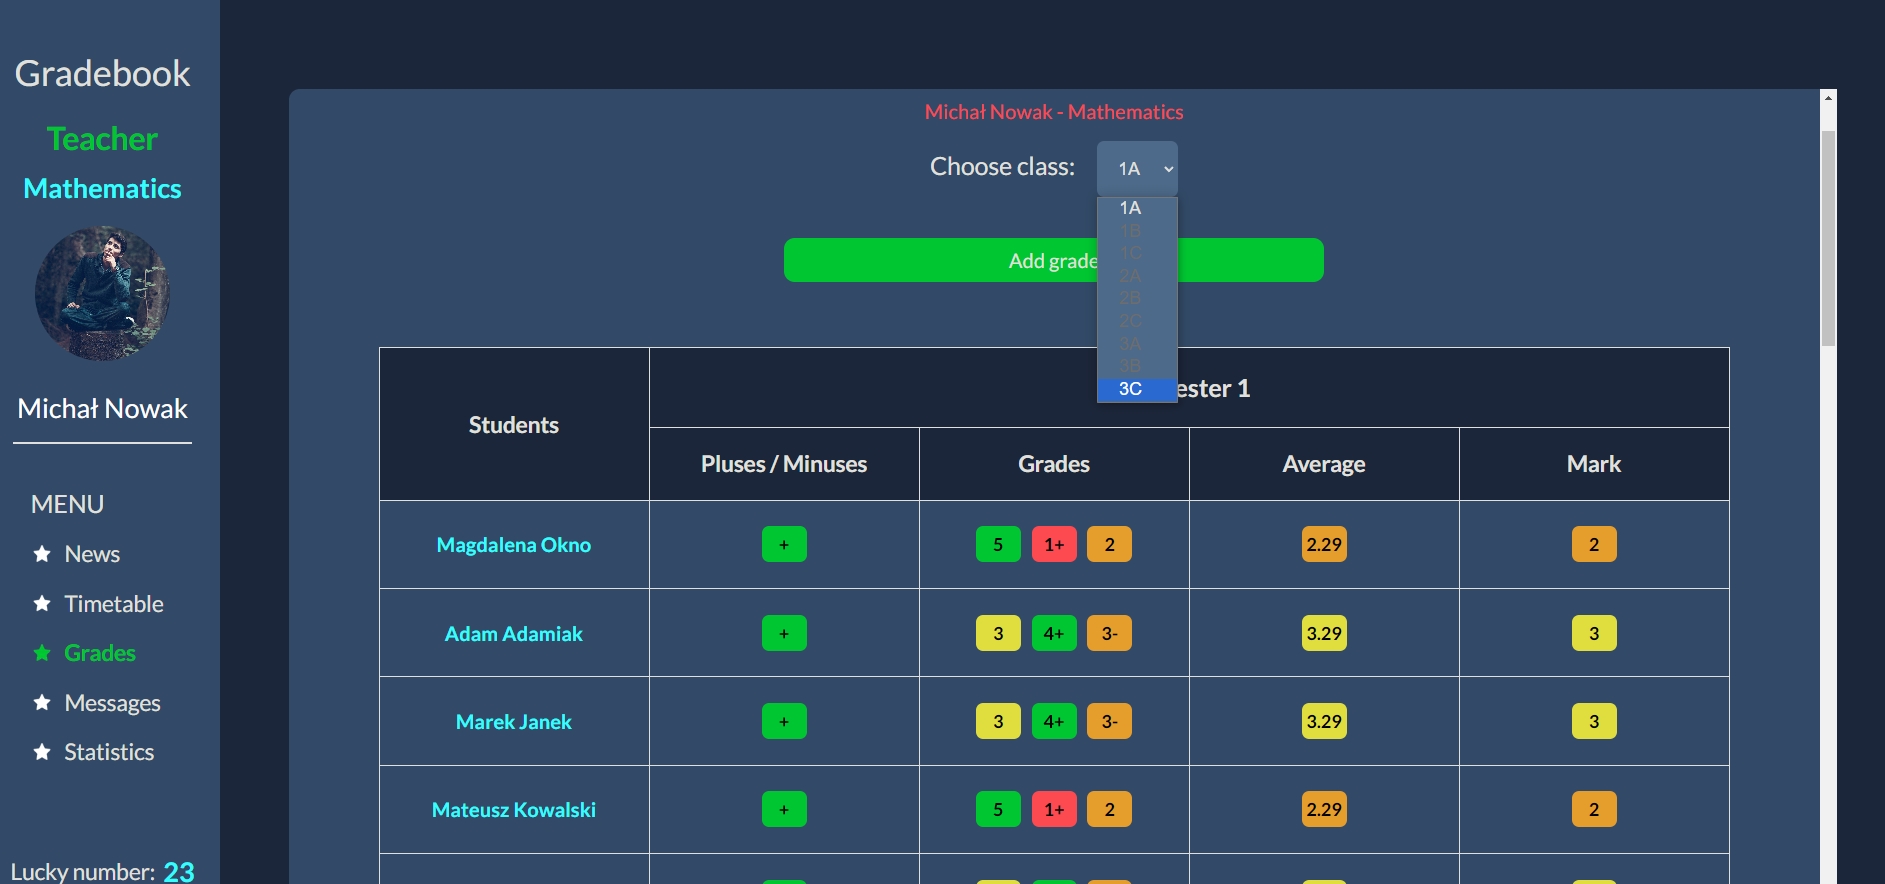 Gradebook
Teacher
Mathematics
Michał Nowak
MENU
News
Timetable
Grades
Messages
Statistics
Lucky number: 23
Michał Nowak - Mathematics
Choose class: 1A
1A
1B
1C
2A
2B
2C
3A
3B
3C
Add grade
Students ester 1
Pluses / Minuses Grades Average Mark
Magdalena Okno + 5 1+ 2 2.29 2
Adam Adamiak + 3 4+ 3- 3.29 3
Marek Janek + 3 4+ 3- 3.29 3
Mateusz Kowalski + 5 1+ 2 2.29 2